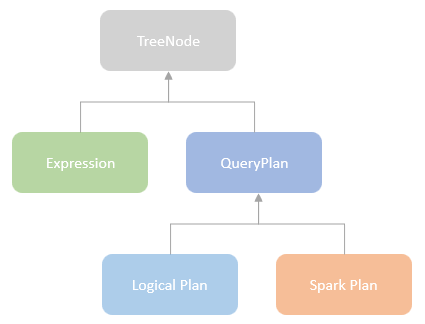 TreeNode
Expression
QueryPlan
Logical Plan
Spark Plan